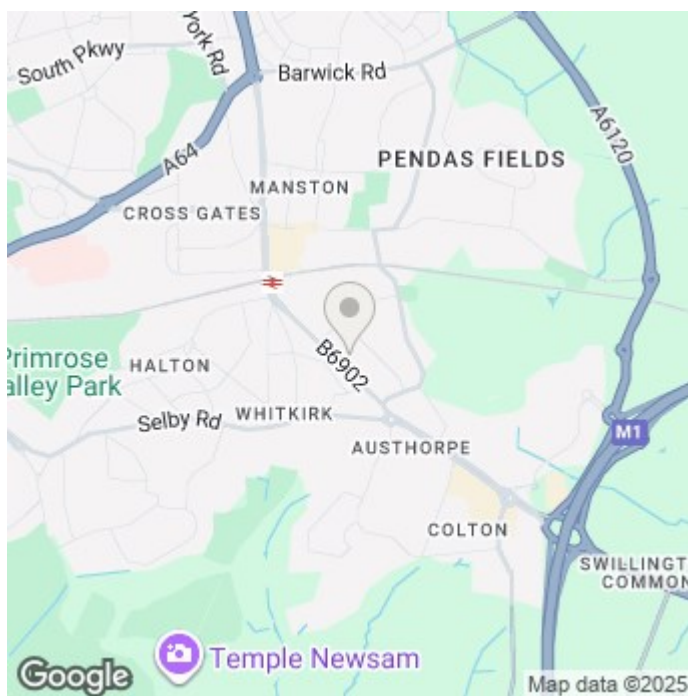 York Rd
South Pkwy
Barwick Rd
A64
A6120
PENDAS FIELDS
MANSTON
CROSS GATES
Primrose
alley Park
HALTON
B6902
Selby Rd
WHITKIRK
M1
AUSTHORPE
COLTON
SWILLINGT
COMMON
Temple Newsam
Google
Map data ©2025